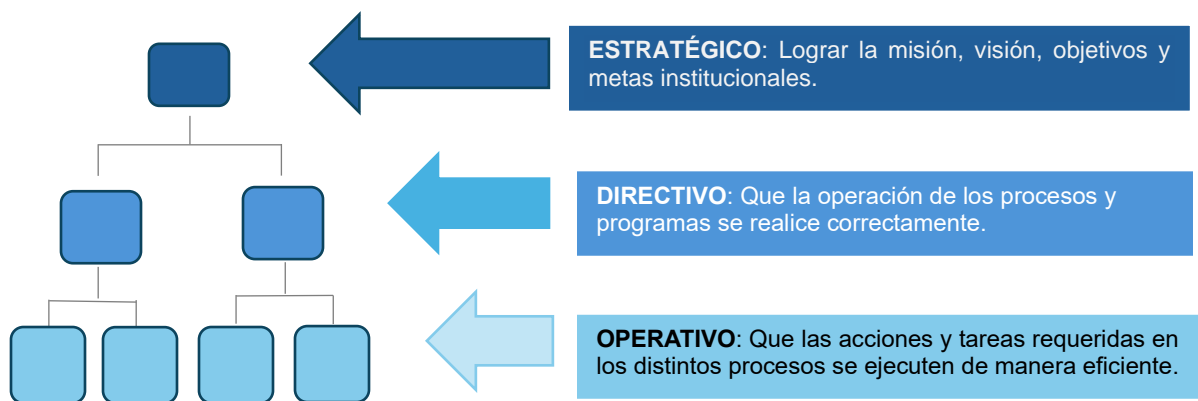 ESTRATÉGICO: Lograr la misión, visión, objetivos y
metas institucionales.
DIRECTIVO: Que la operación de los procesos y
programas se realice correctamente.
OPERATIVO: Que las acciones y tareas requeridas en
los distintos procesos se ejecuten de manera eficiente.